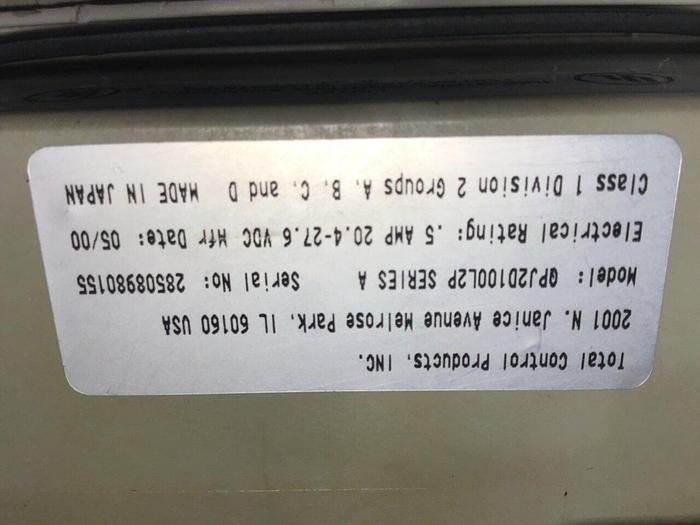 Total Control Products, INC.
2001 N. Janice Avenue Melrose Park, IL 60160 USA
Model: QPJ2D100L2P SERIES A Serial No: 28508980155
Electrical Rating: .5 AMP 20.4-27.6 VDC Mfr Date: 05/00
Class 1 Division 2 Groups A, B, C, and D MADE IN JAPAN